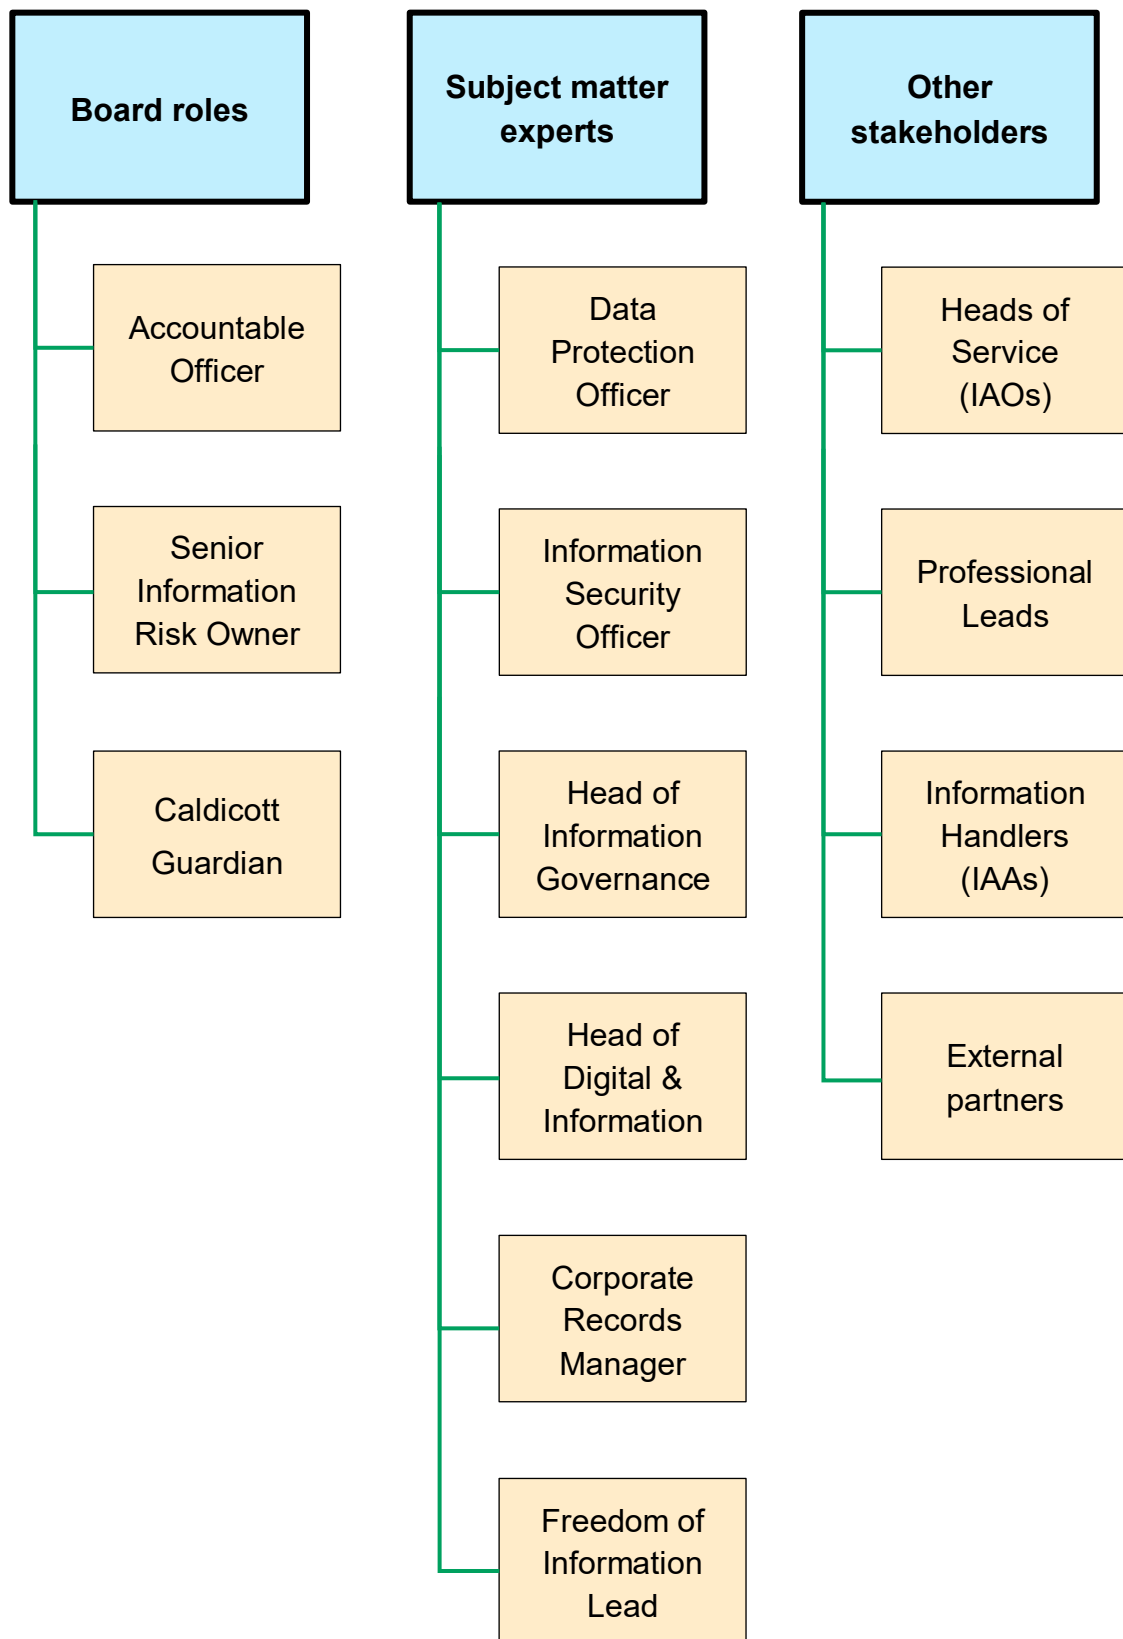 Board roles
Accountable
Officer
Senior
Information
Risk Owner
Caldicott
Guardian
Subject matter
experts
Data
Protection
Officer
Information
Security
Officer
Head of
Information
Governance
Head of
Digital &
Information
Corporate
Records
Manager
Freedom of
Information
Lead
Other
stakeholders
Heads of
Service
(IAOs)
Professional
Leads
Information
Handlers
(IAAs)
External
partners